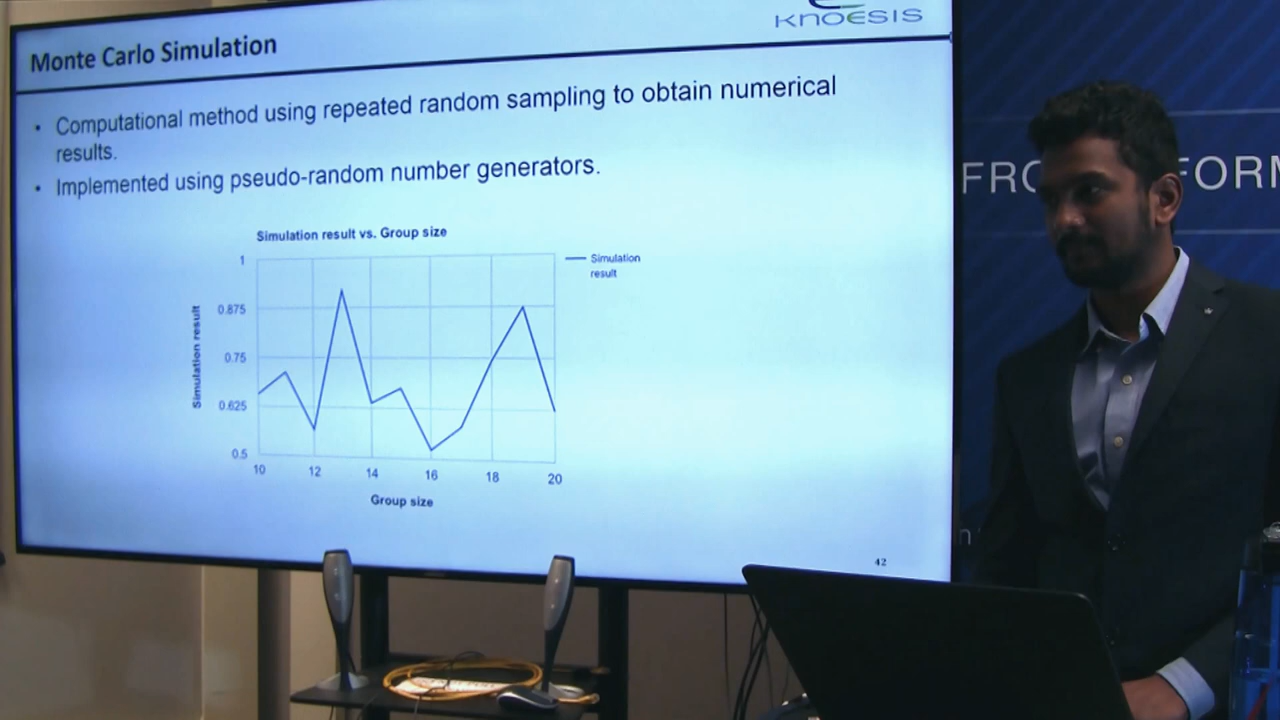 KNOESIS
Monte Carlo Simulation
• Computational method using repeated random sampling to obtain numerical
results.
• Implemented using pseudo-random number generators.
Simulation result vs. Group size
Simulation
result
Simulation result
1
0.875
0.75
0.625
0.5
10 12 14 16 18 20
Group size
42